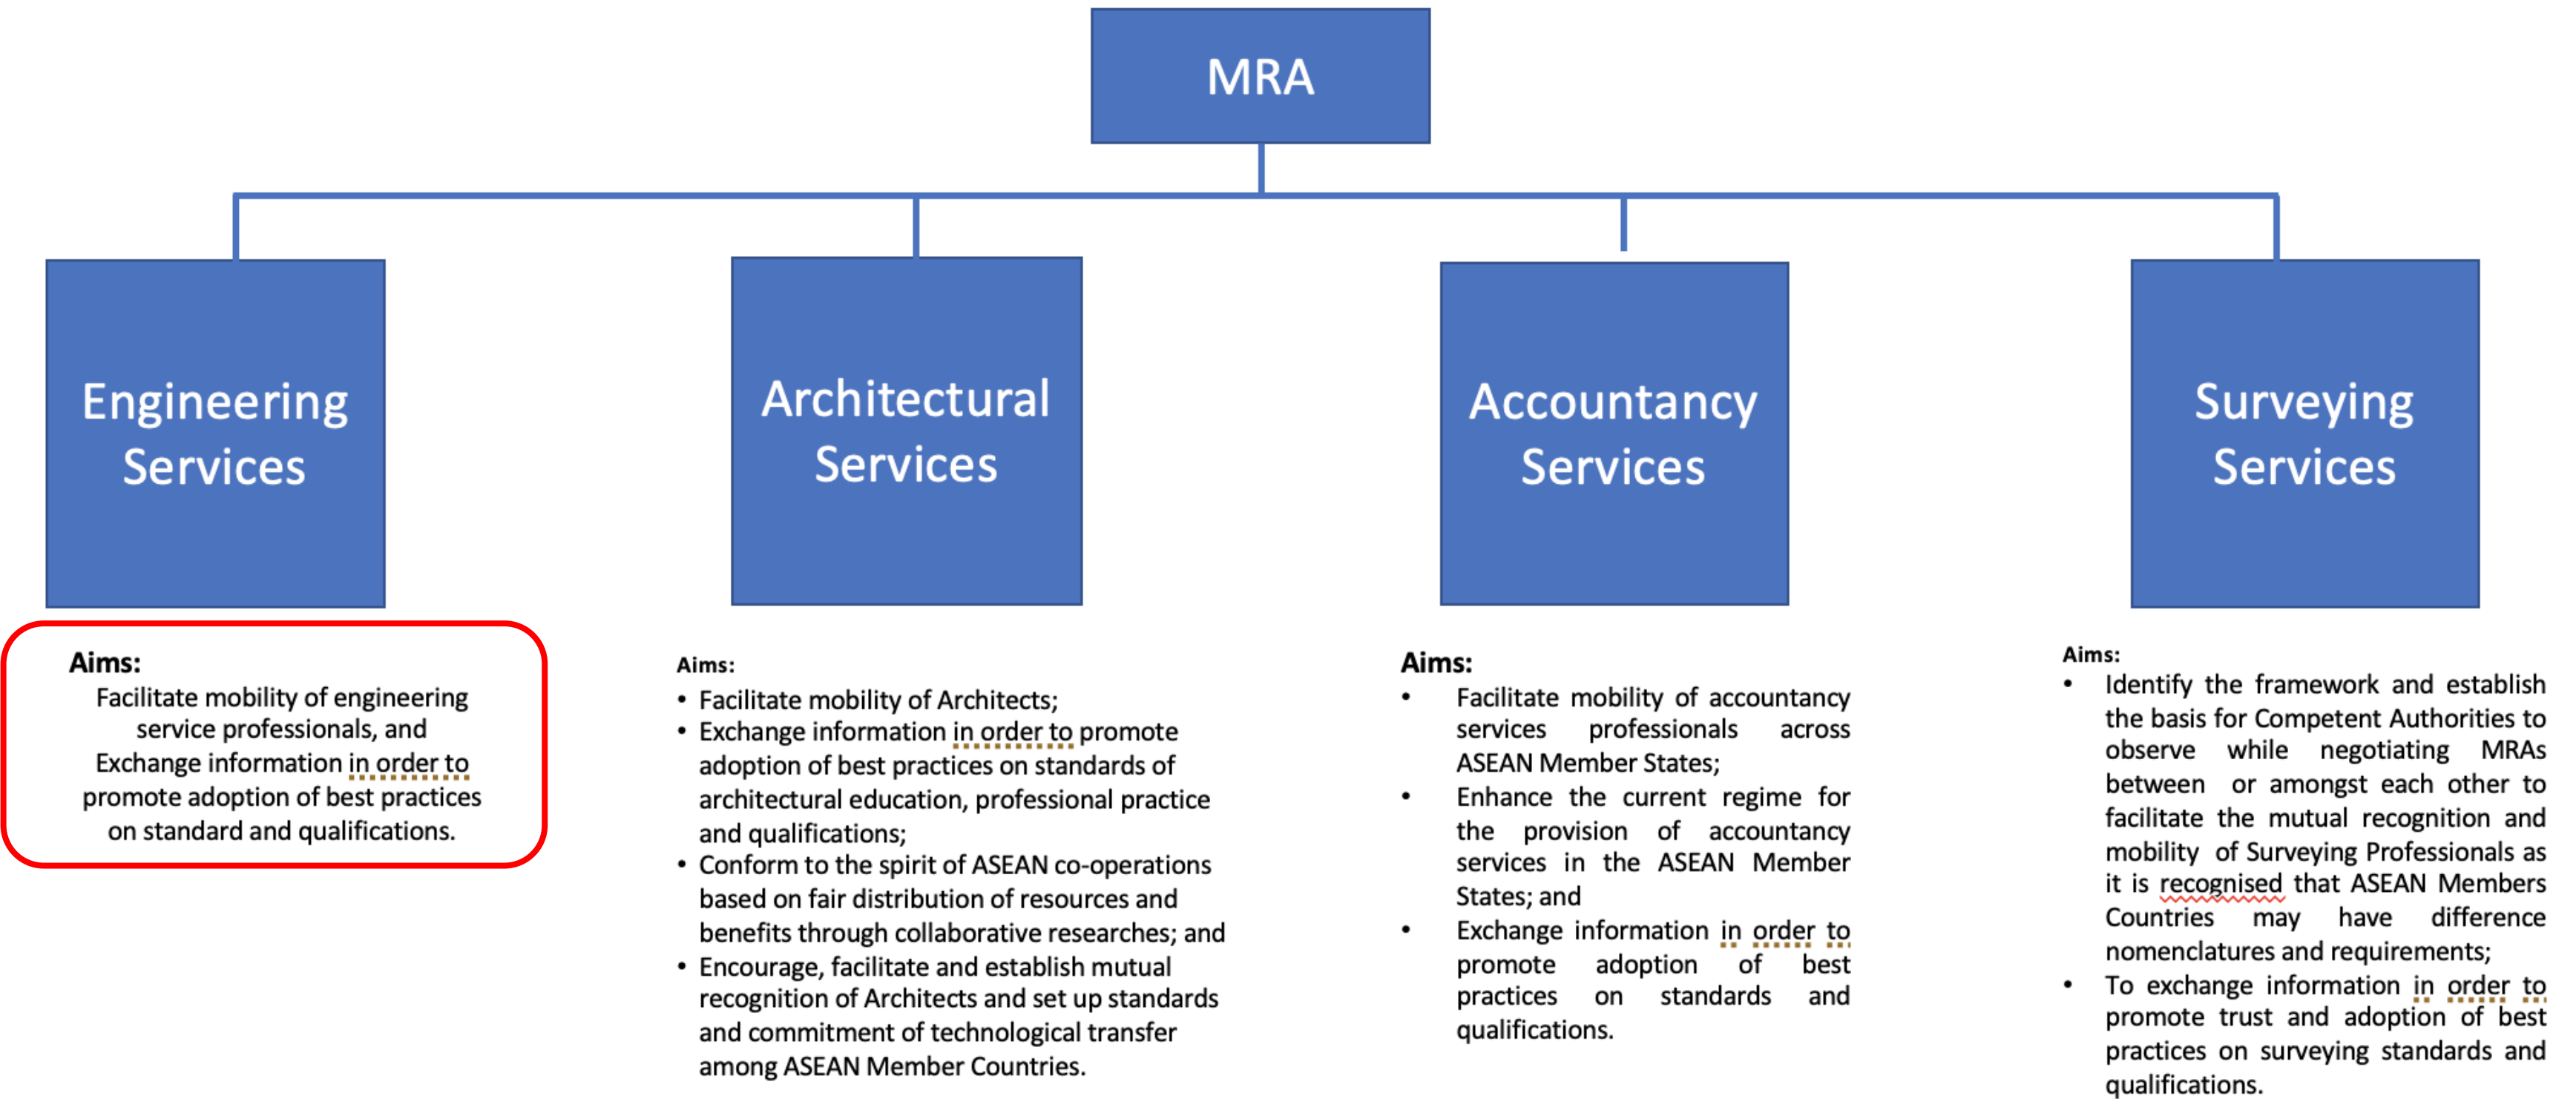 MRA
Engineering
Services
Architectural
Services
Accountancy
Services
Surveying
Services
Aims:
Facilitate mobility of engineering
service professionals, and
Exchange information in order to
promote adoption of best practices
on standard and qualifications.
Aims:
• Facilitate mobility of Architects;
• Exchange information in order to promote
adoption of best practices on standards of
architectural education, professional practice
and qualifications;
• Conform to the spirit of ASEAN co-operations
based on fair distribution of resources and
benefits through collaborative researches; and
• Encourage, facilitate and establish mutual
recognition of Architects and set up standards
and commitment of technological transfer
among ASEAN Member Countries.
Aims:
• Facilitate mobility of accountancy
services professionals across
ASEAN Member States;
• Enhance the current regime for
the provision of accountancy
services in the ASEAN Member
States; and
• Exchange information in order to
promote adoption of best
practices on standards and
qualifications.
Aims:
• Identify the framework and establish
the basis for Competent Authorities to
observe while negotiating MRAs
between or amongst each other to
facilitate the mutual recognition and
mobility of Surveying Professionals as
it is recognised that ASEAN Members
Countries may have difference
nomenclatures and requirements;
• To exchange information in order to
promote trust and adoption of best
practices on surveying standards and
qualifications.